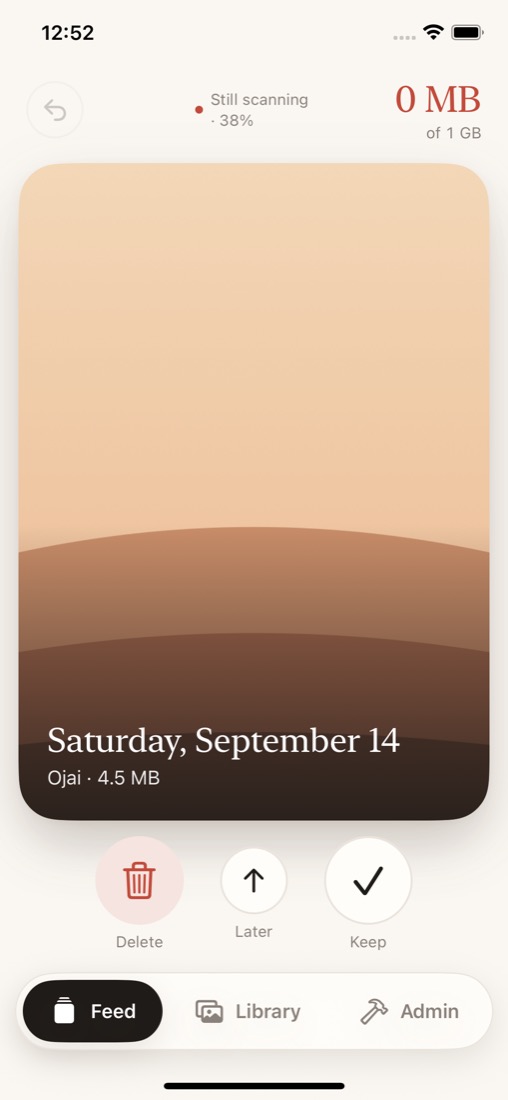 12:52
Still scanning
· 38%
0 MB
of 1 GB
Saturday, September 14
Ojai · 4.5 MB
Delete
Later
Keep
Feed
Library
Admin